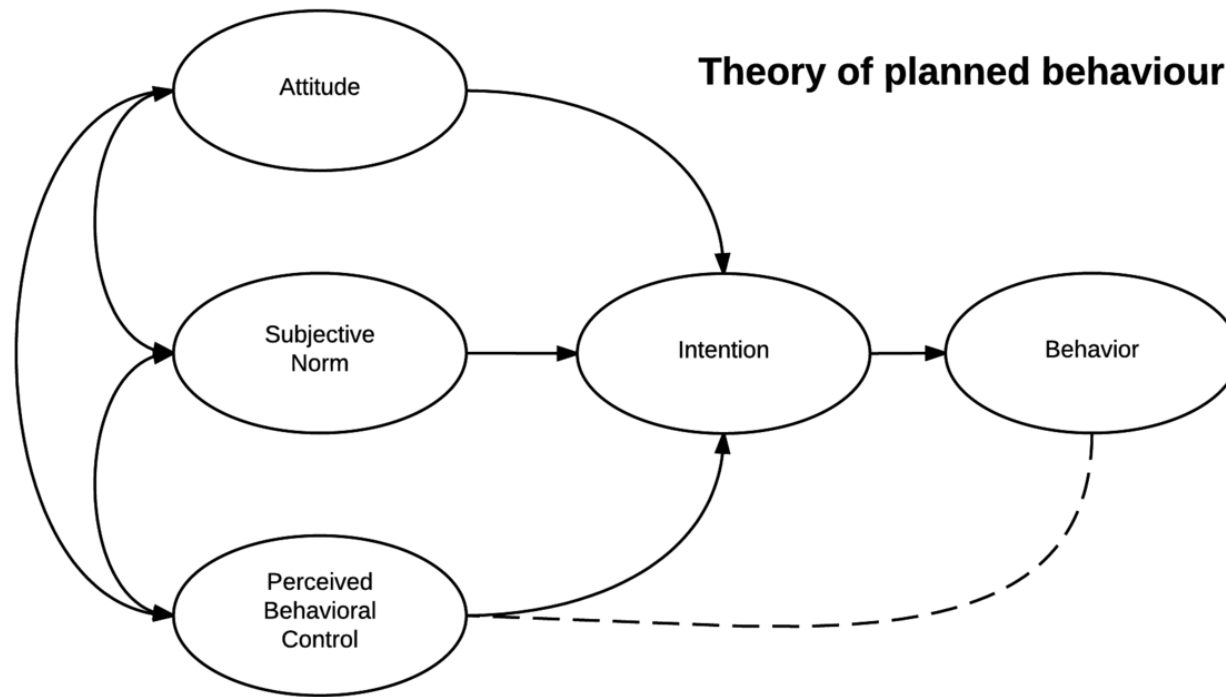 Theory of planned behaviour
Attitude
Subjective
Norm
Intention
Behavior
Perceived
Behavioral
Control